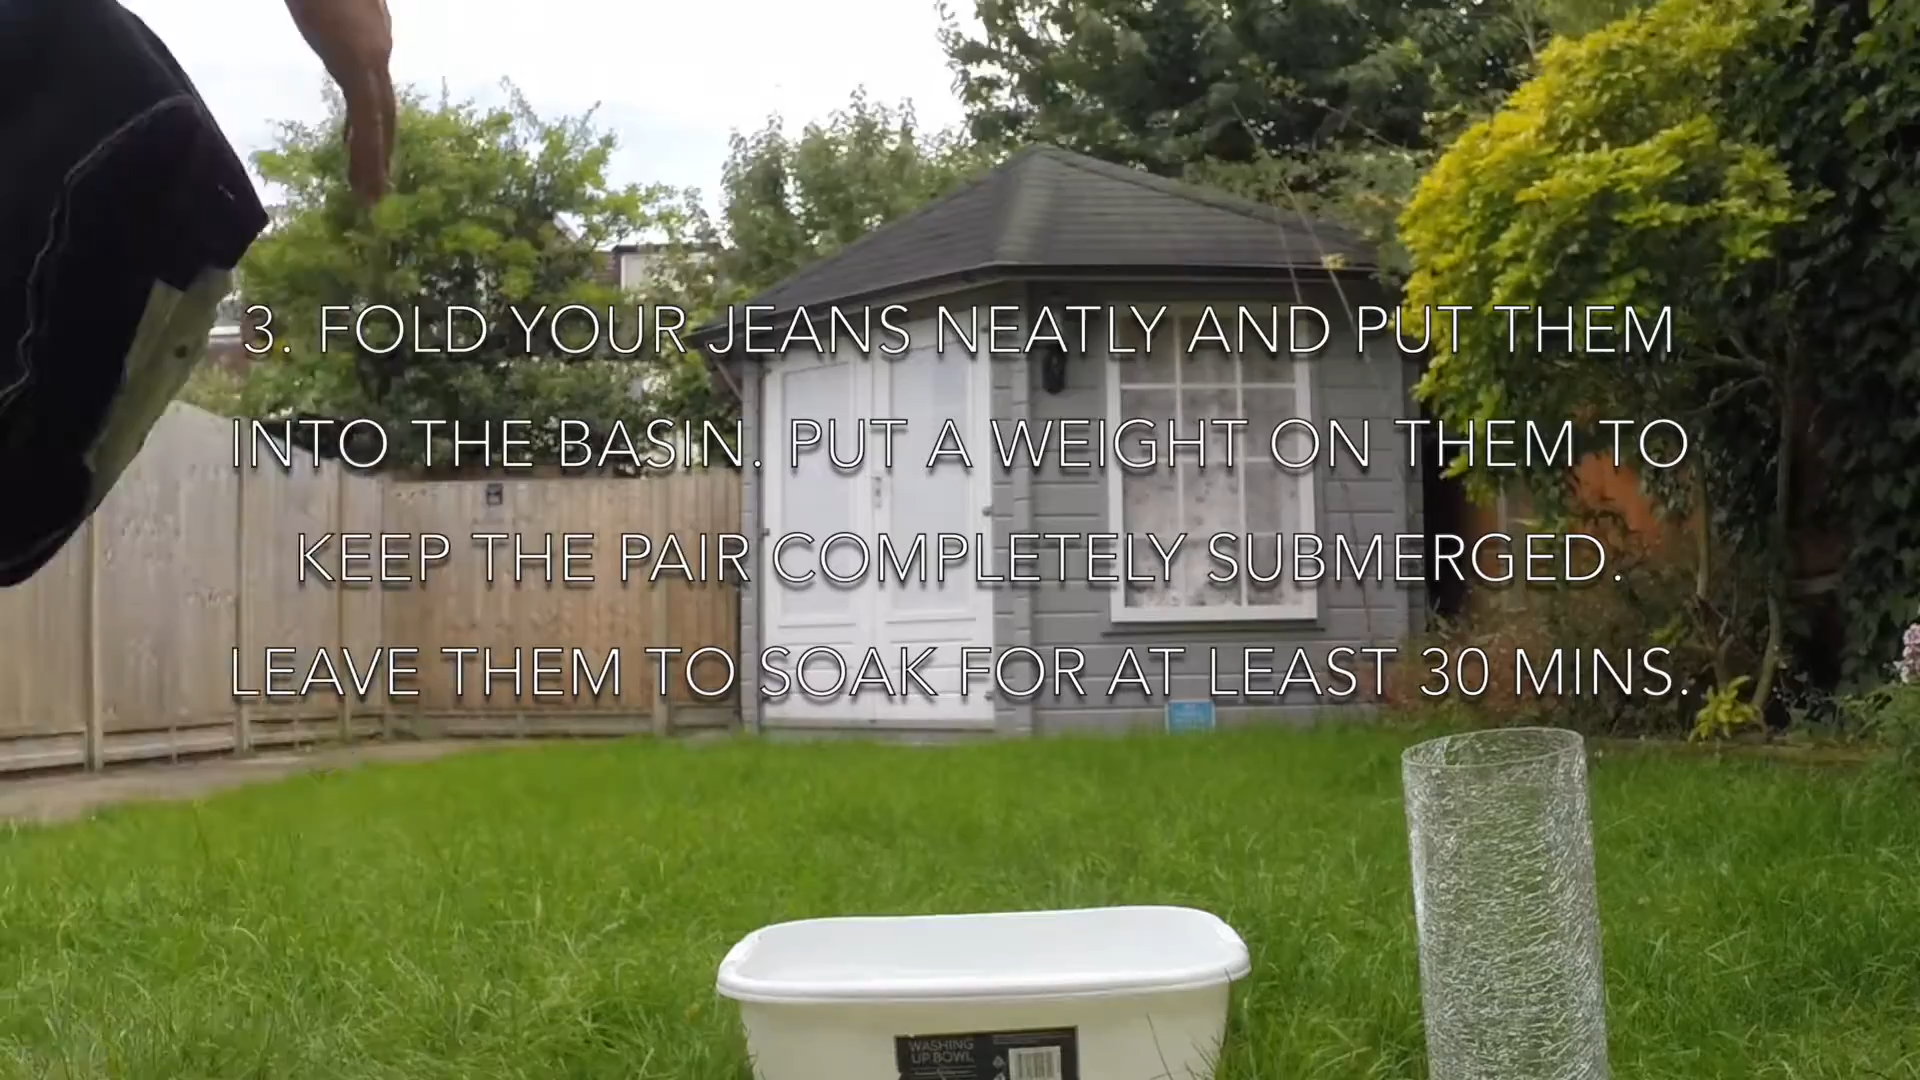 3. FOLD YOUR JEANS NEATLY AND PUT THEM
INTO THE BASIN. PUT A WEIGHT ON THEM TO
KEEP THE PAIR COMPLETELY SUBMERGED.
LEAVE THEM TO SOAK FOR AT LEAST 30 MINS.
WASHING
UP BOWL